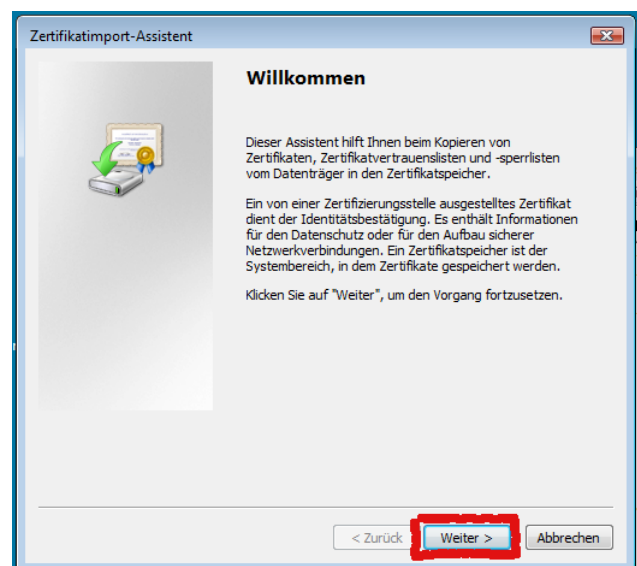 Zertifikatimport-Assistent
Willkommen
Dieser Assistent hilft Ihnen beim Kopieren von
Zertifikaten, Zertifikatvertrauenslisten und -sperrlisten
vom Datenträger in den Zertifikatspeicher.
Ein von einer Zertifizierungsstelle ausgestelltes Zertifikat
dient der Identitätsbestätigung. Es enthält Informationen
für den Datenschutz oder für den Aufbau sicherer
Netzwerkverbindungen. Ein Zertifikatspeicher ist der
Systembereich, in dem Zertifikate gespeichert werden.
Klicken Sie auf "Weiter", um den Vorgang fortzusetzen.
< Zurück Weiter > Abbrechen